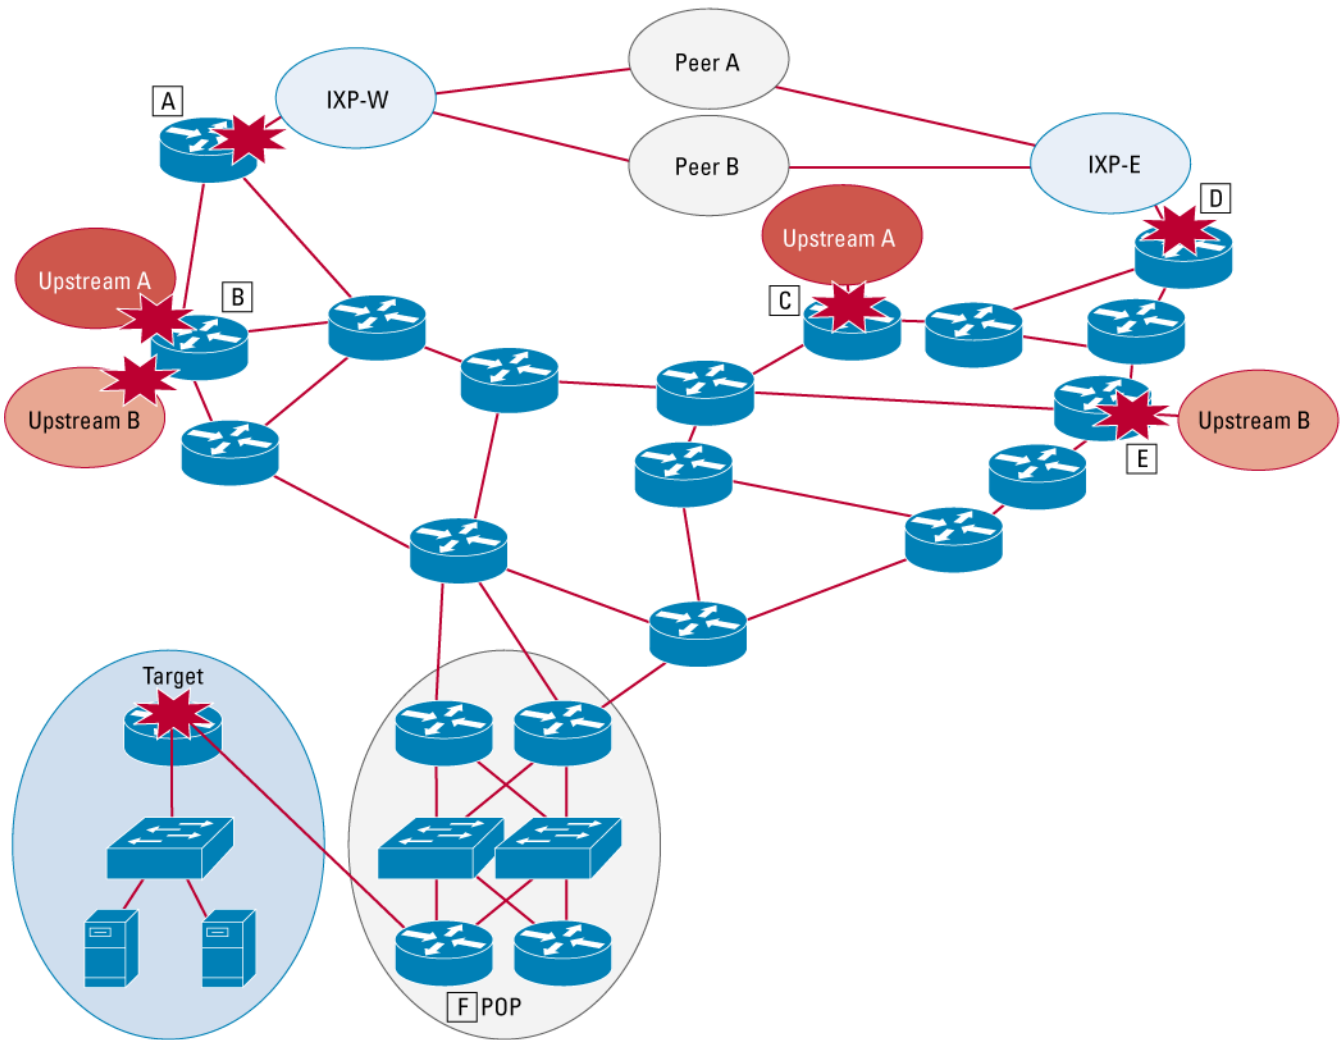 Peer A
A
IXP-W
Peer B
IXP-E
D
Upstream A
Upstream A
B
C
Upstream B
Upstream B
E
Target
F POP